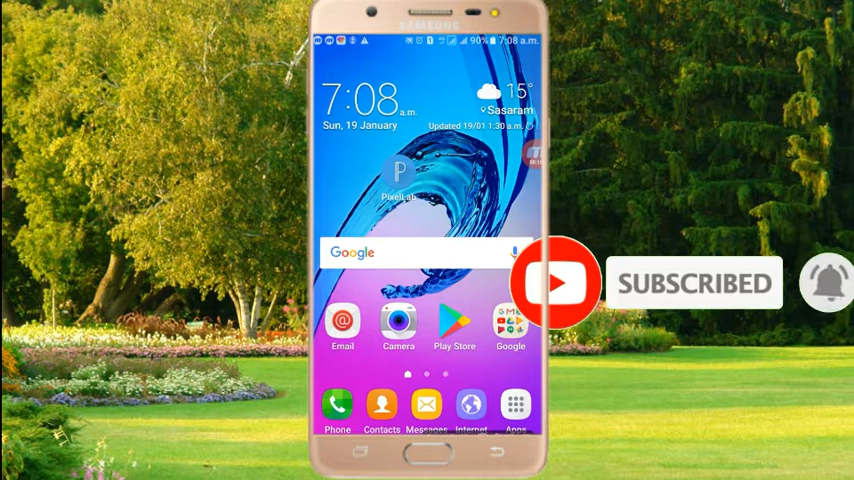 SAMSUNG
90% 7:08 a.m.
7:08 a.m.
15°
Sasaram
Sun, 19 January
Updated 19/01 1:30 a.m.
P
PixelLab
Google
SUBSCRIBED
Email
Camera
Play Store
Google
Phone
Contacts
Messages
Internet
Apps